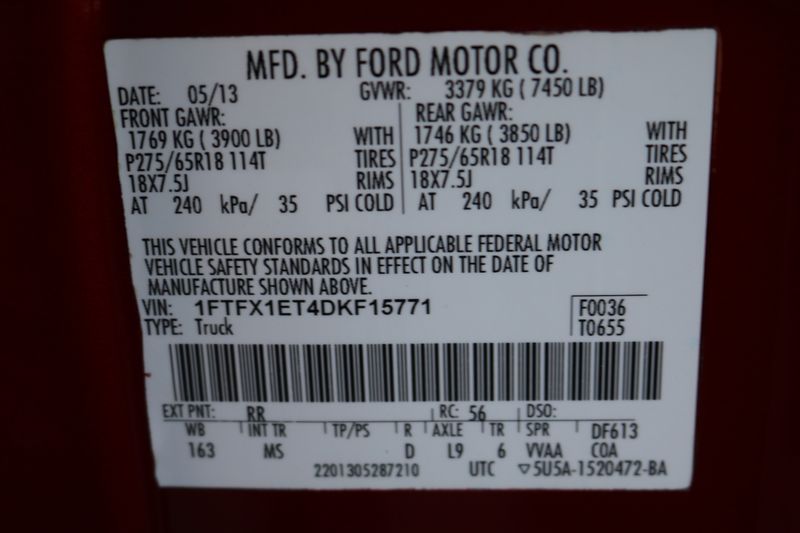 MFD. BY FORD MOTOR CO.
DATE: 05/13 GVWR: 3379 KG ( 7450 LB)
FRONT GAWR: REAR GAWR:
1769 KG ( 3900 LB) WITH 1746 KG ( 3850 LB) WITH
P275/65R18 114T TIRES P275/65R18 114T TIRES
18X7.5J RIMS 18X7.5J RIMS
AT 240 kPa/ 35 PSI COLD AT 240 kPa/ 35 PSI COLD
THIS VEHICLE CONFORMS TO ALL APPLICABLE FEDERAL MOTOR
VEHICLE SAFETY STANDARDS IN EFFECT ON THE DATE OF
MANUFACTURE SHOWN ABOVE.
VIN: 1FTFX1ET4DKF15771 F0036
TYPE: Truck T0655
EXT PNT: RR RC: 56 DSO:
WB INT TR TP/PS R AXLE TR SPR DF613
163 MS D L9 6 VVAA COA
2201305287210 UTC ▽5U5A-1520472-BA